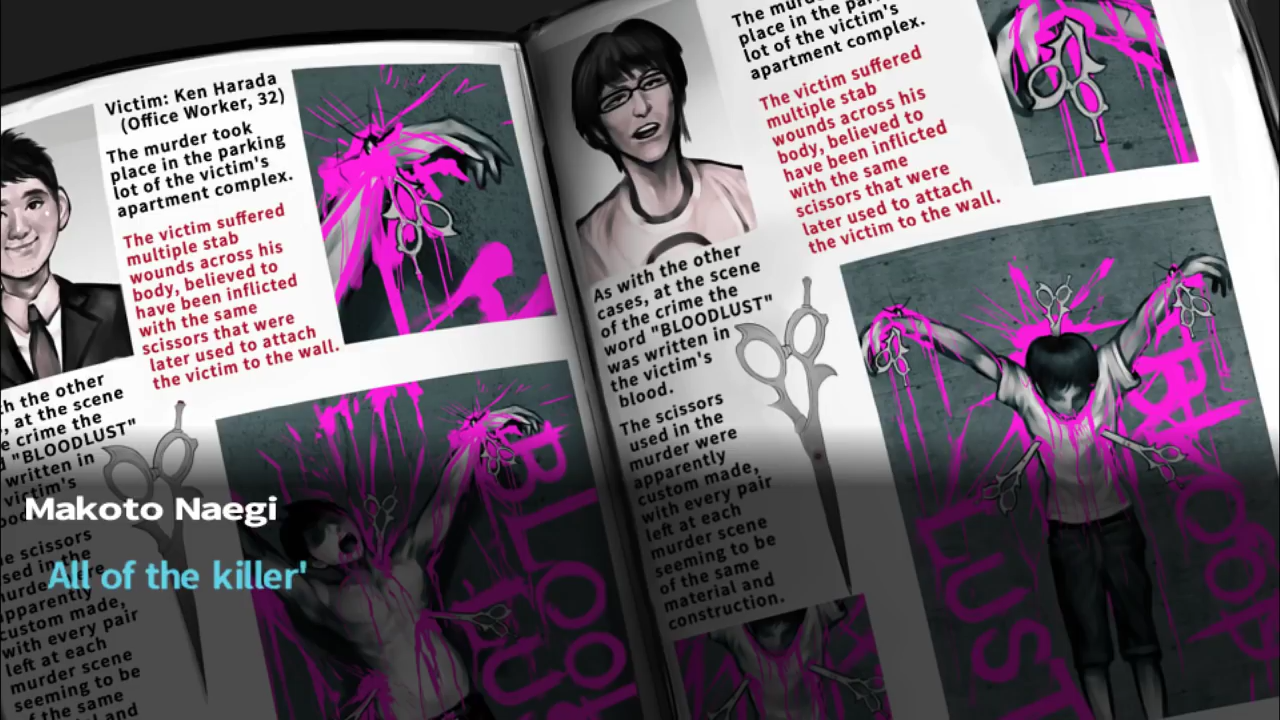 Victim: Ken Harada
(Office Worker, 32)
The murder took
place in the parking
lot of the victim's
apartment complex.
The victim suffered
multiple stab
wounds across his
body, believed to
have been inflicted
with the same
scissors that were
later used to attach
the victim to the wall.
the other
, at the scene
crime the
"BLOODLUST"
written in
victim's
scissors
used in the
apparently
custom made,
with every pair
left at each
murder scene
seeming to be
of the same
and
BLOOD
LUST
The murder
place in the
lot of the victim's
apartment complex.
The victim suffered
multiple stab
wounds across his
body, believed to
have been inflicted
with the same
scissors that were
later used to attach
the victim to the wall.
As with the other
cases, at the scene
of the crime the
word "BLOODLUST"
was written in
the victim's
blood.
The scissors
used in the
murder were
apparently
custom made,
with every pair
left at each
murder scene
seeming to be
of the same
material and
construction.
BLOOD
LUST
Makoto Naegi
All of the killer'